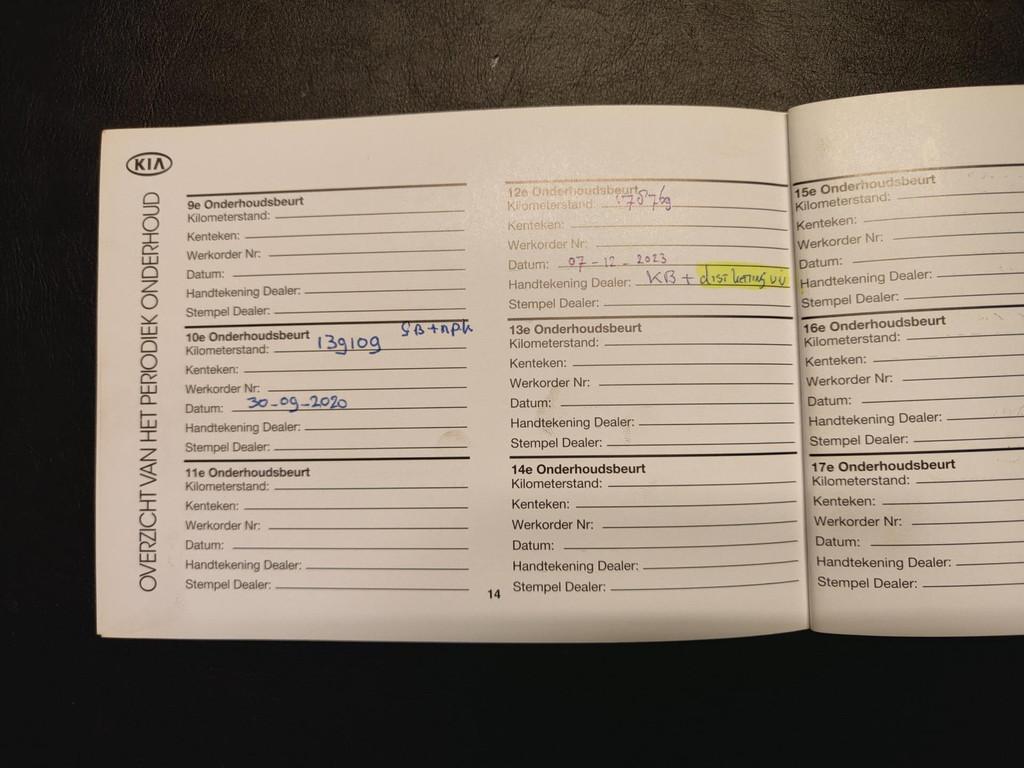 KIA
OVERZICHT VAN HET PERIODIEK ONDERHOUD
9e Onderhoudsbeurt
Kilometerstand:
Kenteken:
Werkorder Nr:
Datum:
Handtekening Dealer:
Stempel Dealer:
10e Onderhoudsbeurt GB+npk
Kilometerstand: 139109
Kenteken:
Werkorder Nr:
Datum: 30-09-2020
Handtekening Dealer:
Stempel Dealer:
11e Onderhoudsbeurt
Kilometerstand:
Kenteken:
Werkorder Nr:
Datum:
Handtekening Dealer:
Stempel Dealer:
12e Onderhoudsbeurt
Kilometerstand:
Kenteken:
Werkorder Nr:
Datum: 07-12-2023
Handtekening Dealer: KB +
Stempel Dealer:
13e Onderhoudsbeurt
Kilometerstand:
Kenteken:
Werkorder Nr:
Datum:
Handtekening Dealer:
Stempel Dealer:
14e Onderhoudsbeurt
Kilometerstand:
Kenteken:
Werkorder Nr:
Datum:
Handtekening Dealer:
Stempel Dealer:
14
15e Onderhoudsbeurt
Kilometerstand:
Kenteken:
Werkorder Nr:
Datum:
Handtekening Dealer:
Stempel Dealer:
16e Onderhoudsbeurt
Kilometerstand:
Kenteken:
Werkorder Nr:
Datum:
Handtekening Dealer:
Stempel Dealer:
17e Onderhoudsbeurt
Kilometerstand:
Kenteken:
Werkorder Nr:
Datum:
Handtekening Dealer:
Stempel Dealer: